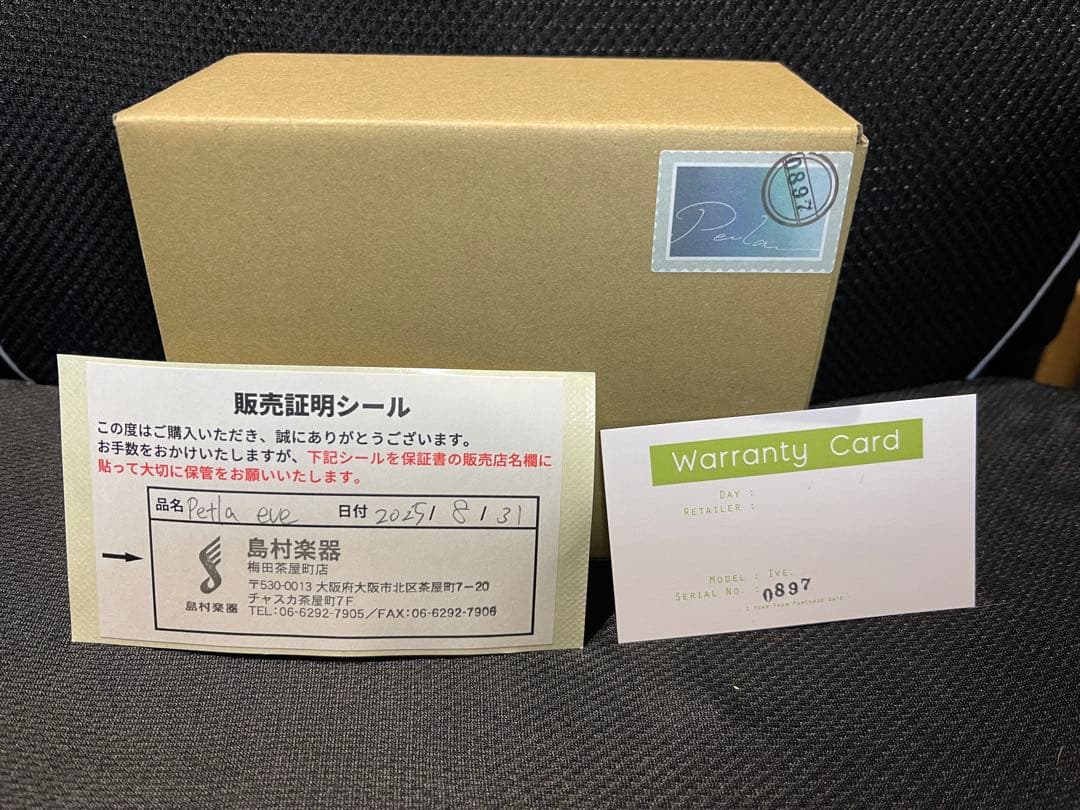 0897
Petla
販売証明シール
この度はご購入いただき、誠にありがとうございます。
お手数をおかけいたしますが、下記シールを保証書の販売店名欄に
貼って大切に保管をお願いいたします。
品名 Petla eve 日付 2025/8/31
島村楽器
梅田茶屋町店
〒530-0013 大阪府大阪市北区茶屋町7-20
チャスカ茶屋町7F
TEL:06-6292-7905/FAX:06-6292-7906
島村楽器
Warranty Card
DAY : / /
RETAILER :
MODEL : IVE.
SERIAL NO. : 0897
1 YEAR FROM PURCHASE DATE